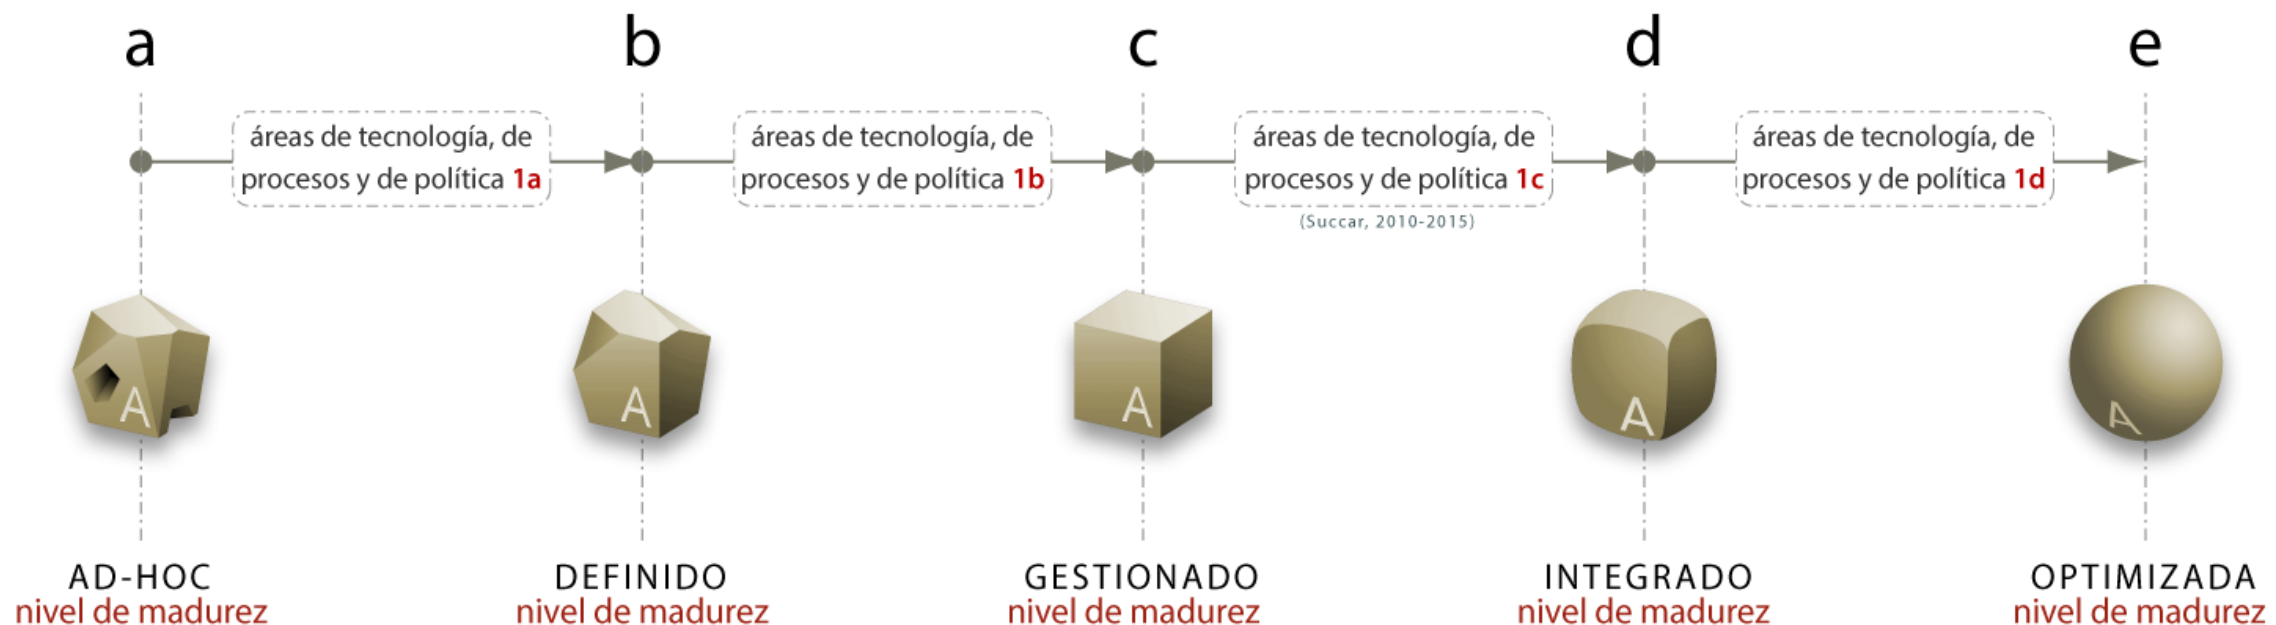 a
b
c
d
e
áreas de tecnología, de
procesos y de política 1a
áreas de tecnología, de
procesos y de política 1b
áreas de tecnología, de
procesos y de política 1c
(Succar, 2010-2015)
áreas de tecnología, de
procesos y de política 1d
A
A
A
A
A
AD-HOC
nivel de madurez
DEFINIDO
nivel de madurez
GESTIONADO
nivel de madurez
INTEGRADO
nivel de madurez
OPTIMIZADA
nivel de madurez